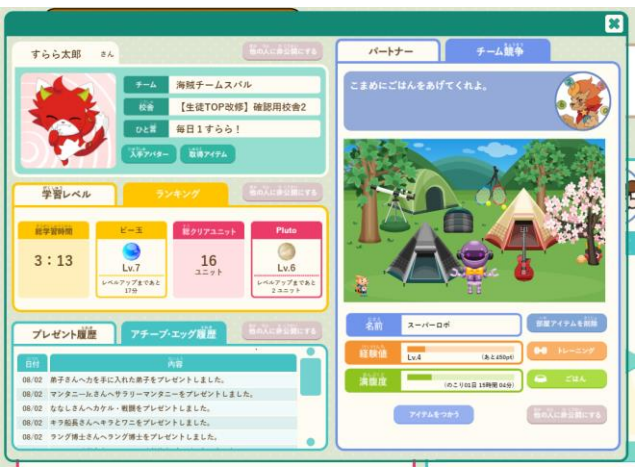 すらら太郎 さん
他の人に非公開にする
チーム 海賊チームスバル
校舎 【生徒TOP改修】確認用校舎2
ひと言 毎日1すらら!
入手アバター 取得アイテム
学習レベル ランキング
他の人に非公開にする
総学習時間 ビー玉 総クリアユニット Pluto
3:13 Lv.7 16 ユニット Lv.6
レベルアップまであと 17分
レベルアップまであと 2ユニット
プレゼント履歴 アチーブ・エッグ履歴
他の人に非公開にする
日付 内容
08/02 弟子さんへ力を手に入れた弟子をプレゼントしました。
08/02 マンタニーJr.さんへサラリーマンタニーをプレゼントしました。
08/02 ななしさんへカケル・戦闘をプレゼントしました。
08/02 キラ船長さんへキラとワニをプレゼントしました。
08/02 ラング博士さんへラング博士をプレゼントしました。
パートナー チーム競争
こまめにごはんをあげてくれよ。
名前 スーパーロボ 部屋アイテムを削除
経験値 Lv.4 (あと450pt) トレーニング
満腹度 (のこり01日 15時間 04分) ごはん
アイテムをつかう 他の人に非公開にする